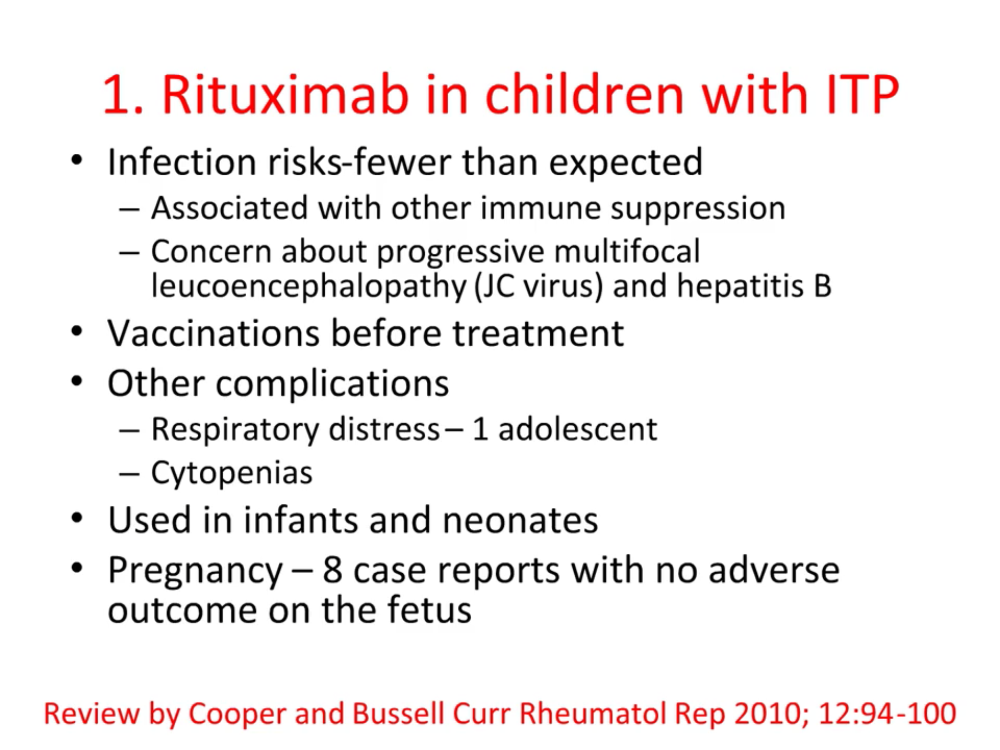 1. Rituximab in children with ITP
• Infection risks-fewer than expected
– Associated with other immune suppression
– Concern about progressive multifocal
leucoencephalopathy (JC virus) and hepatitis B
• Vaccinations before treatment
• Other complications
– Respiratory distress – 1 adolescent
– Cytopenias
• Used in infants and neonates
• Pregnancy – 8 case reports with no adverse
outcome on the fetus
Review by Cooper and Bussell Curr Rheumatol Rep 2010; 12:94-100